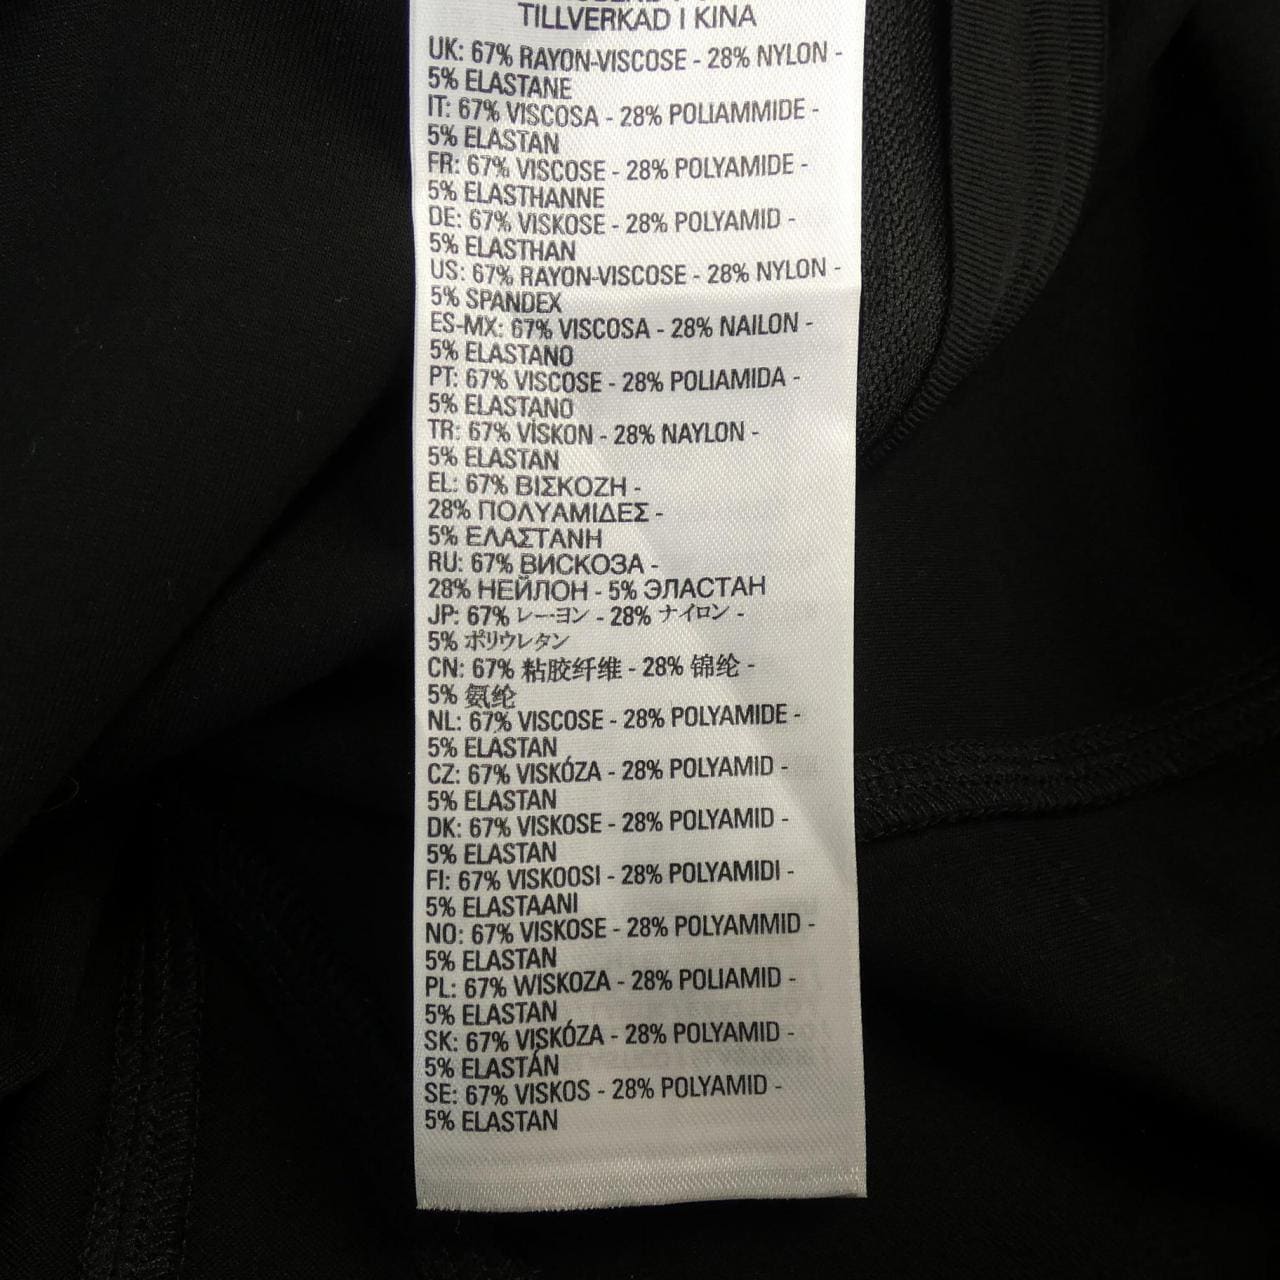 TILLVERKAD I KINA
UK: 67% RAYON-VISCOSE - 28% NYLON -
5% ELASTANE
IT: 67% VISCOSA - 28% POLIAMMIDE -
5% ELASTAN
FR: 67% VISCOSE - 28% POLYAMIDE -
5% ELASTHANNE
DE: 67% VISKOSE - 28% POLYAMID -
5% ELASTHAN
US: 67% RAYON-VISCOSE - 28% NYLON -
5% SPANDEX
ES-MX: 67% VISCOSA - 28% NAILON -
5% ELASTANO
PT: 67% VISCOSE - 28% POLIAMIDA -
5% ELASTANO
TR: 67% VİSKON - 28% NAYLON -
5% ELASTAN
EL: 67% ΒΙΣΚΟΖΗ -
28% ΠΟΛΥΑΜΙΔΕΣ -
5% ΕΛΑΣΤΑΝΗ
RU: 67% ВИСКОЗА -
28% НЕЙЛОН - 5% ЭЛАСТАН
JP: 67% レーヨン - 28% ナイロン -
5% ポリウレタン
CN: 67% 粘胶纤维 - 28% 锦纶 -
5% 氨纶
NL: 67% VISCOSE - 28% POLYAMIDE -
5% ELASTAN
CZ: 67% VISKÓZA - 28% POLYAMID -
5% ELASTAN
DK: 67% VISKOSE - 28% POLYAMID -
5% ELASTAN
FI: 67% VISKOOSI - 28% POLYAMIDI -
5% ELASTAANI
NO: 67% VISKOSE - 28% POLYAMMID -
5% ELASTAN
PL: 67% WISKOZA - 28% POLIAMID -
5% ELASTAN
SK: 67% VISKÓZA - 28% POLYAMID -
5% ELASTÁN
SE: 67% VISKOS - 28% POLYAMID -
5% ELASTAN